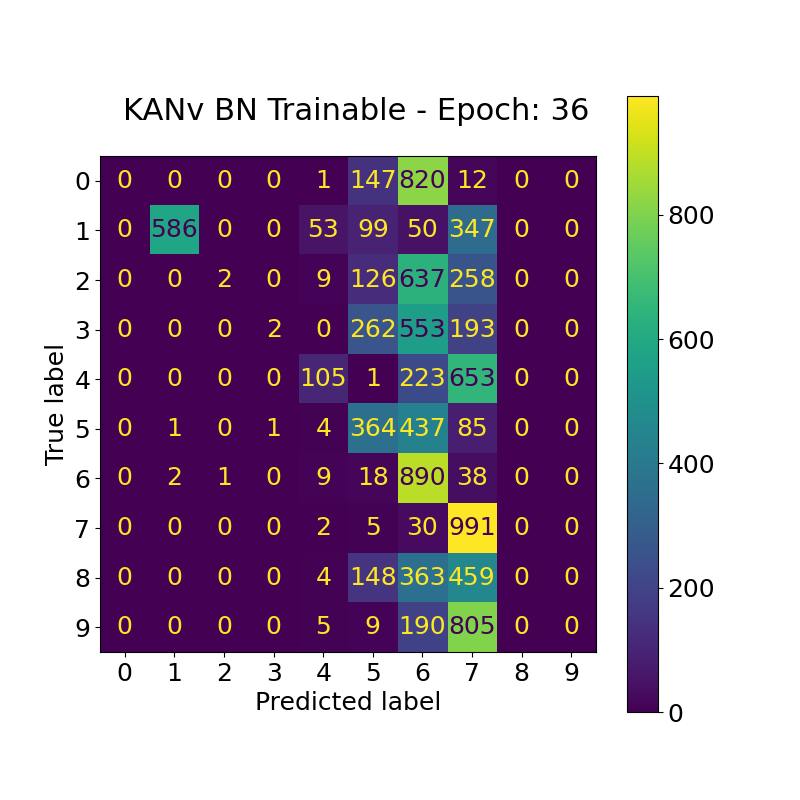 KANv BN Trainable - Epoch: 36
0 0 0 0 0 1 147 820 12 0 0
1 0 586 0 0 53 99 50 347 0 0
2 0 0 2 0 9 126 637 258 0 0
3 0 0 0 2 0 262 553 193 0 0
4 0 0 0 0 105 1 223 653 0 0
5 0 1 0 1 4 364 437 85 0 0
6 0 2 1 0 9 18 890 38 0 0
7 0 0 0 0 2 5 30 991 0 0
8 0 0 0 0 4 148 363 459 0 0
9 0 0 0 0 5 9 190 805 0 0
0 1 2 3 4 5 6 7 8 9
Predicted label
True label
800
600
400
200
0